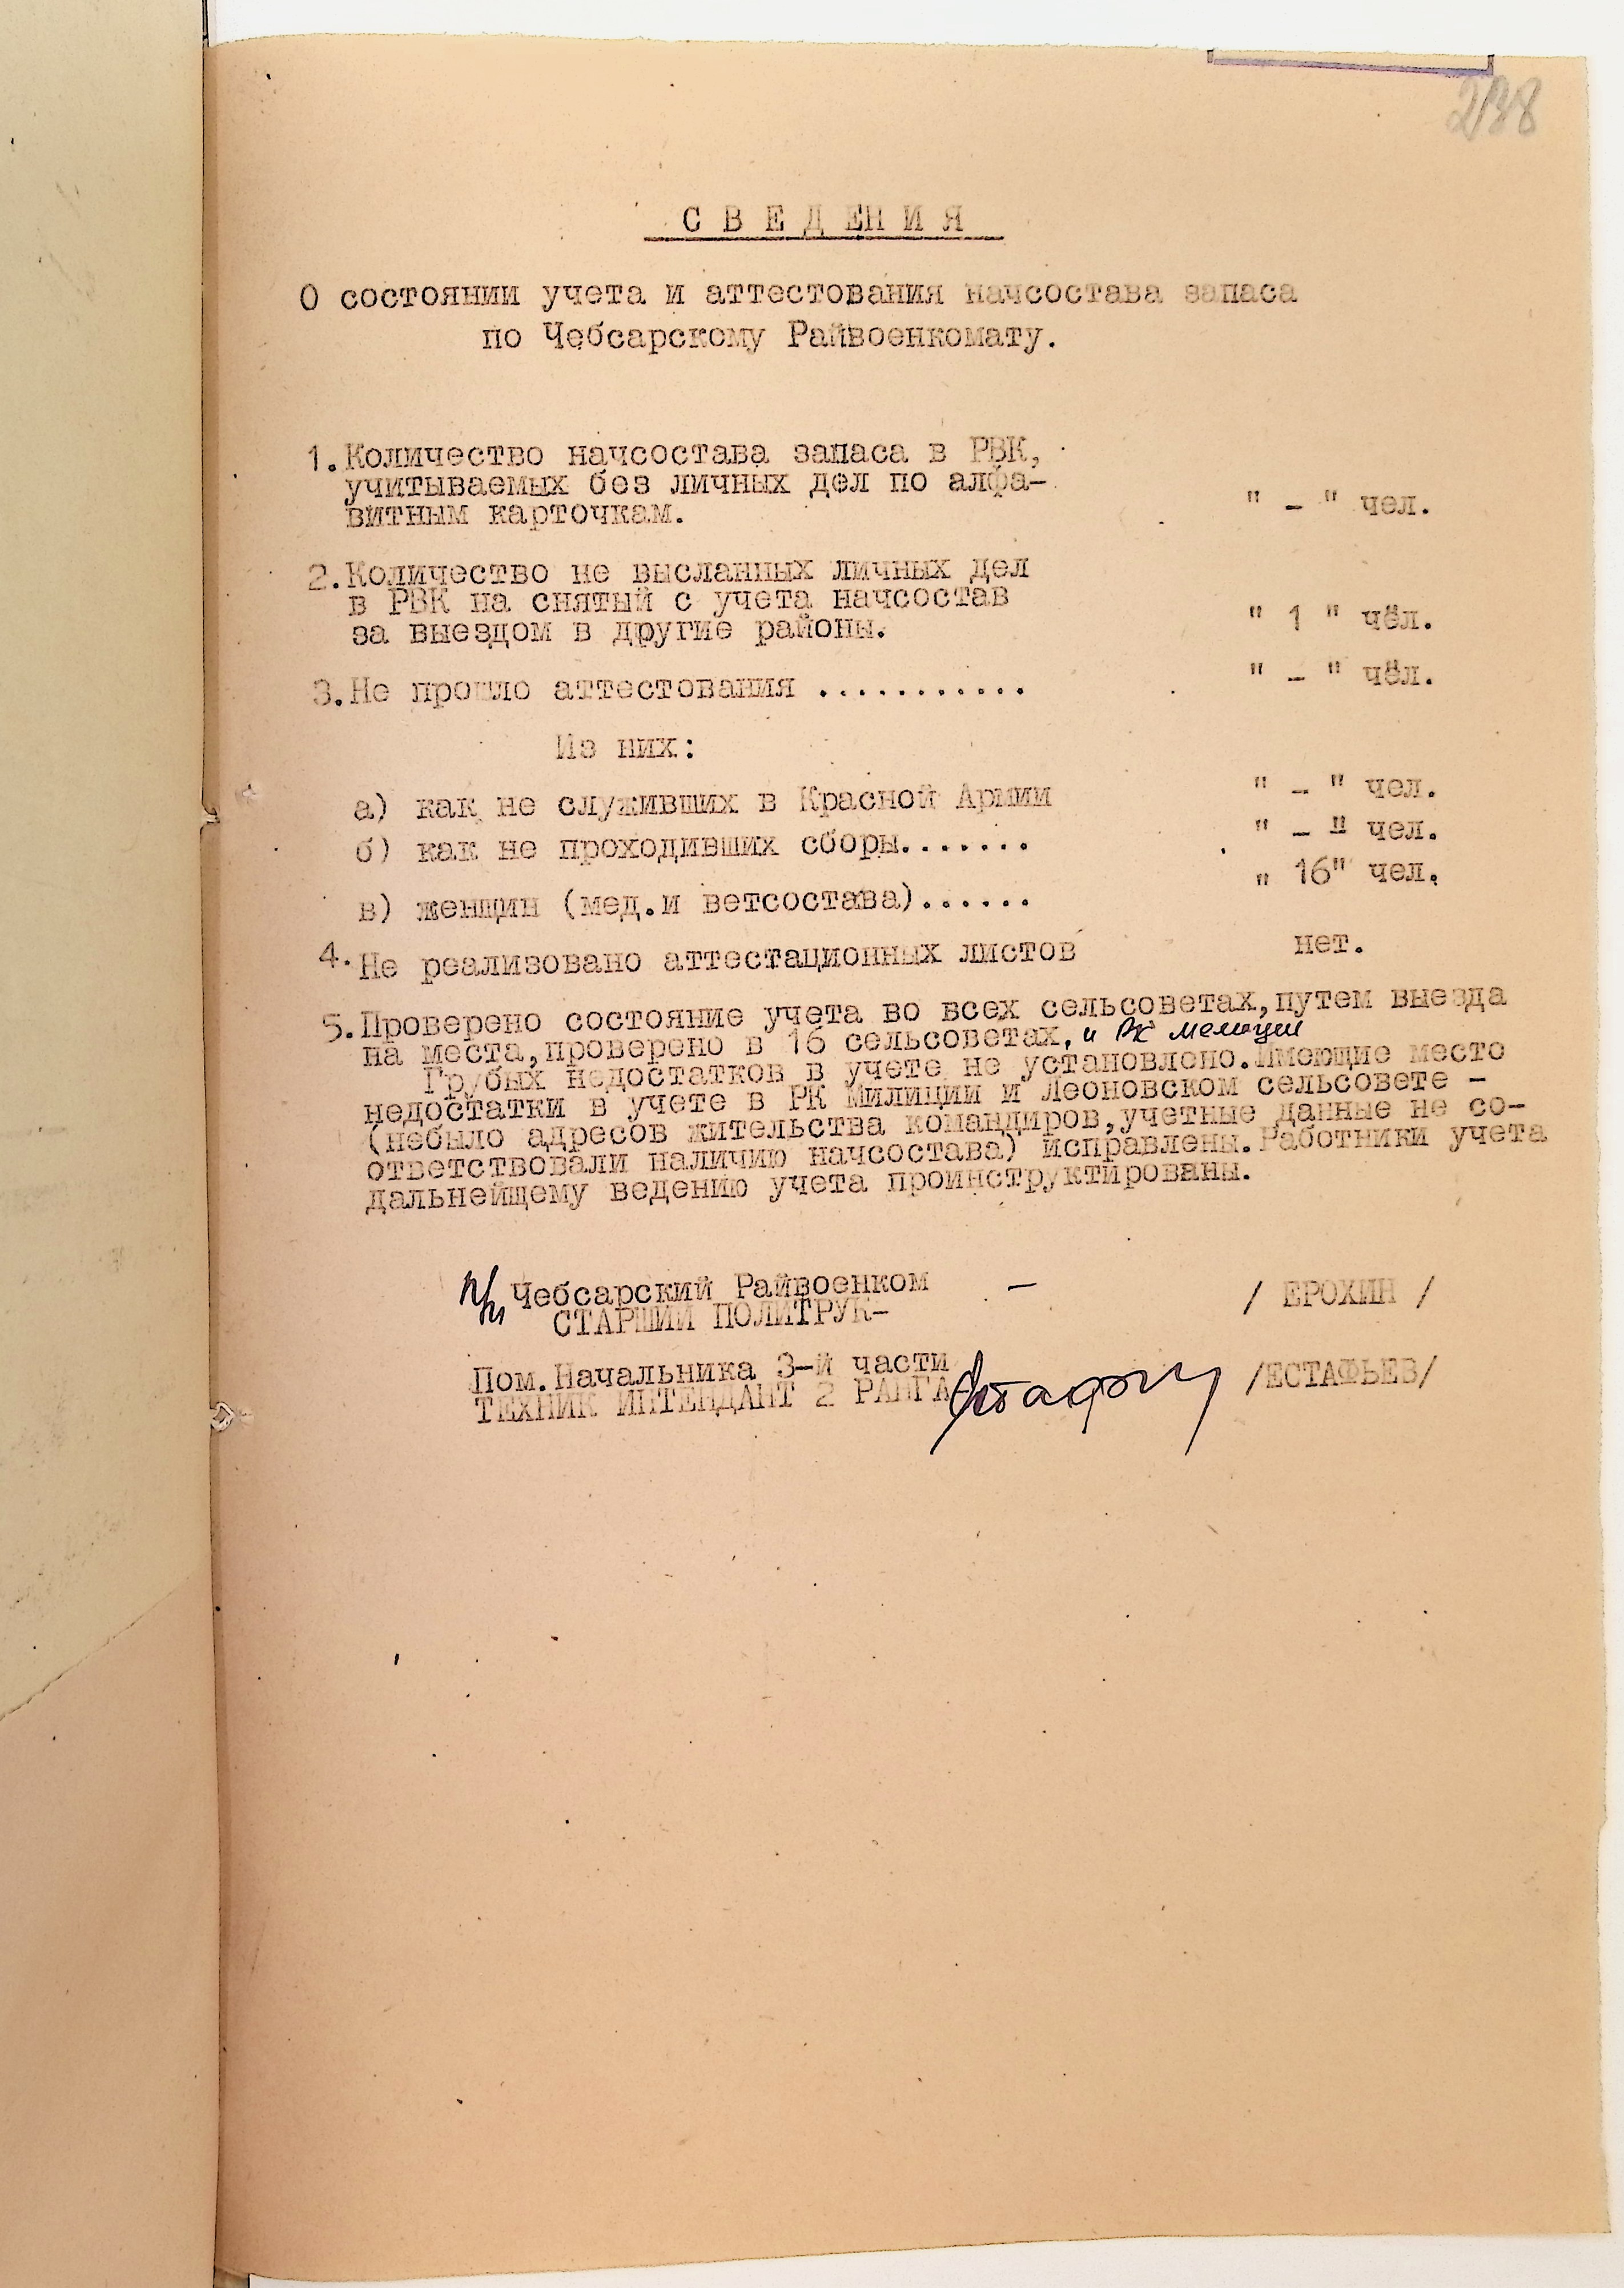 238
С В Е Д ЕН И Я
О состоянии учета и аттестования начсостава запаса
по Чебсарскому Райвоенкомату.
1. Количество начсостава запаса в РВК,
учитываемых без личных дел по алфа-
витным карточкам. " – " чел.
2. Количество не высланных личных дел
в РВК на снятый с учета начсостав
за выездом в другие районы. " 1 " чёл.
3. Не прошло аттестования ........... " – " чёл.
Из них:
а) как не служивших в Красной Армии " – " чел.
б) как не проходивших сборы....... " – " чел.
в) женщин (мед.и ветсостава)...... „ 16" чел.
4. Не реализовано аттестационных листов нет.
5. Проверено состояние учета во всех сельсоветах,путем выезда
на места,проверено в 16 сельсоветах, и РК мелиции
Грубых недостатков в учете не установлено.Имеющие место
недостатки в учете в РК Милиции и Леоновском сельсовете –
(небыло адресов жительства командиров,учетные данные не со-
ответствовали наличию начсостава) исправлены.Работники учета
дальнейщему ведению учета проинструктированы.
п/п Чебсарский Райвоенком – / ЕРОХИН /
СТАРШИЙ ПОЛИТРУК–
Пом.Начальника 3-й части
ТЕХНИК ИНТЕНДАНТ 2 РАНГА /ЕСТАФЬЕВ/